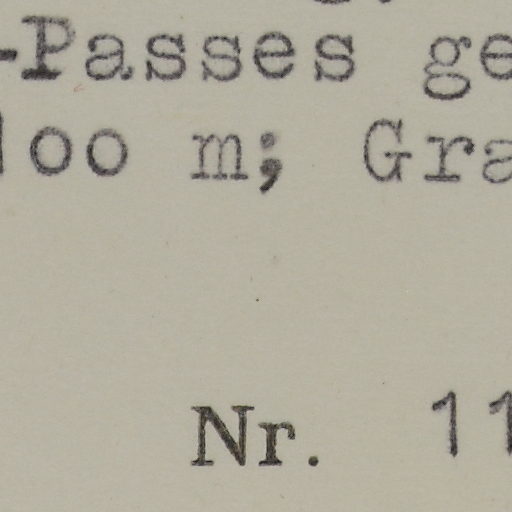 -Passes ge
loo m; Gra
Nr. 11